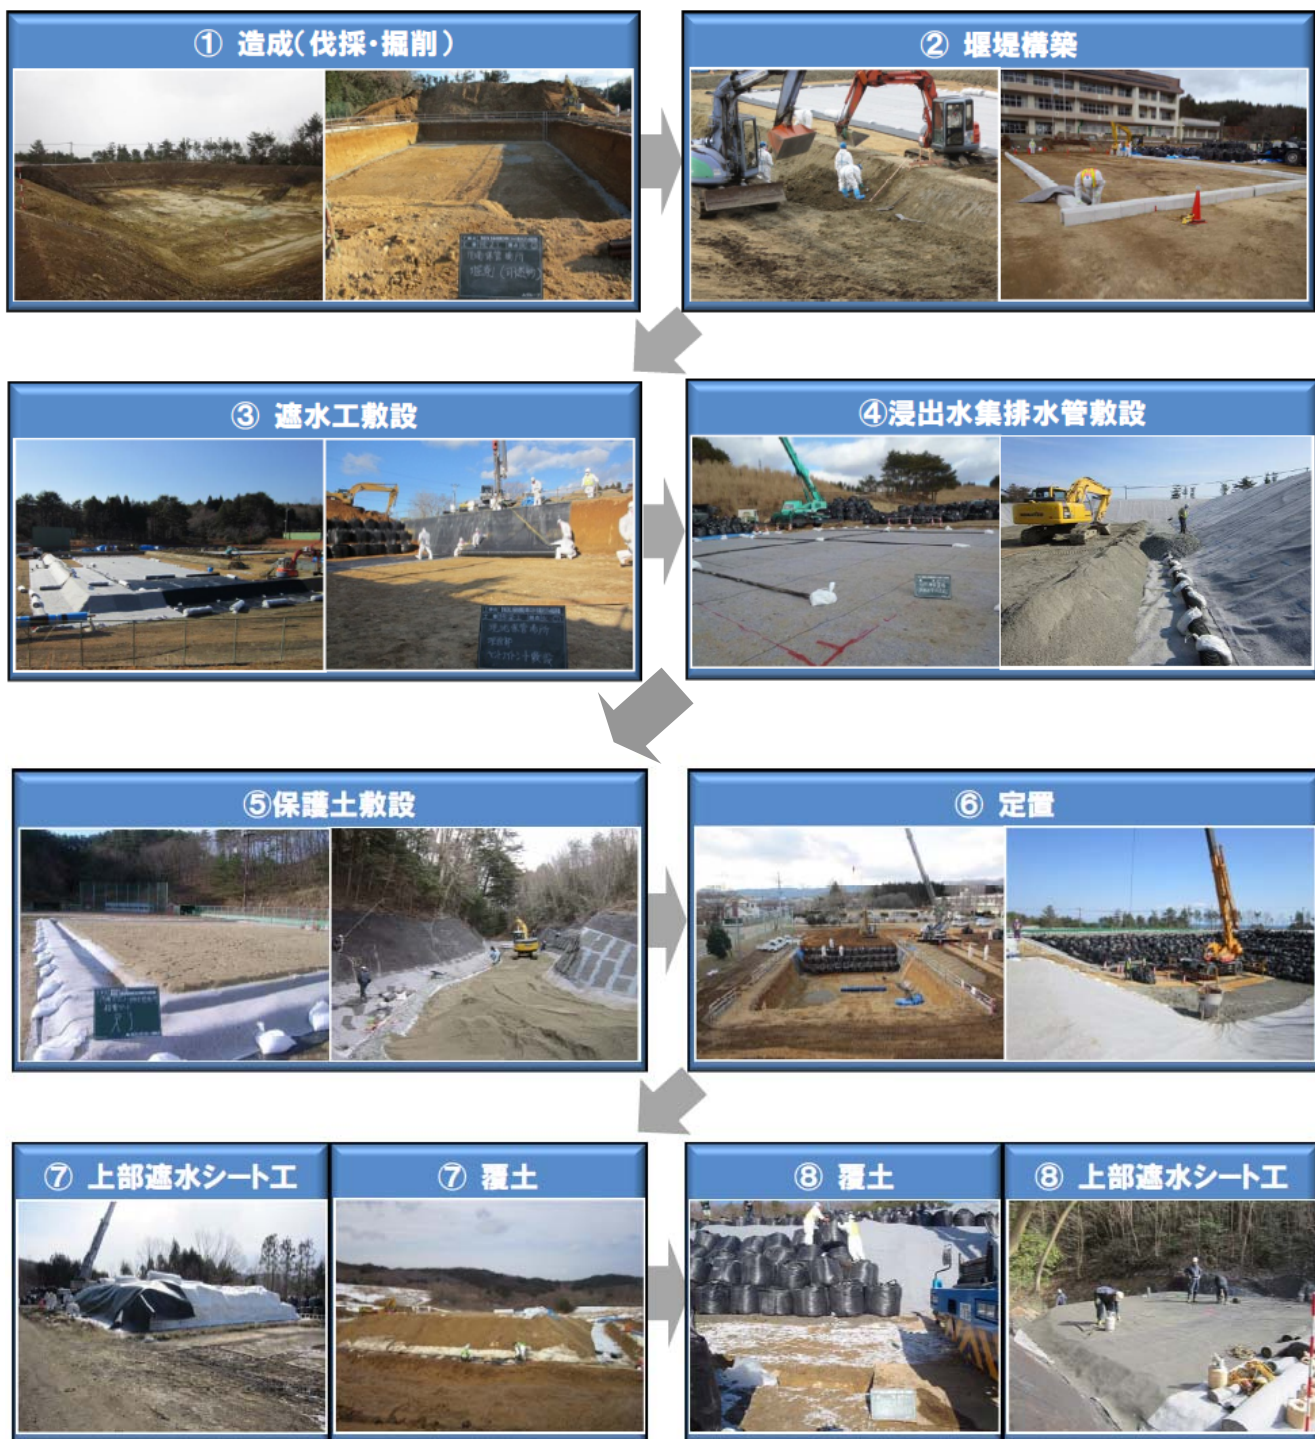 ① 造成(伐採・掘削)
② 堰堤構築
③ 遮水工敷設
④浸出水集排水管敷設
⑤保護土敷設
⑥ 定置
⑦ 上部遮水シート工
⑦ 覆土
⑧ 覆土
⑧ 上部遮水シート工